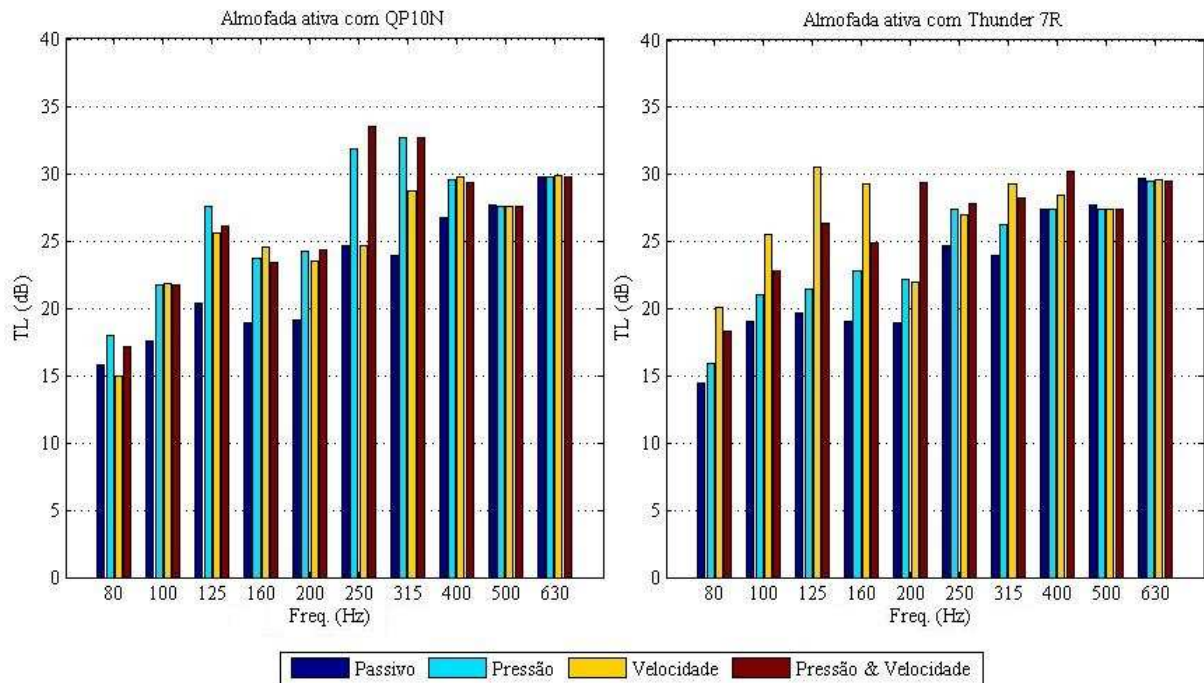 Almofada ativa com QP10N
40
35
30
25
20
15
10
5
0
TL (dB)
80 100 125 160 200 250 315 400 500 630
Freq. (Hz)
Almofada ativa com Thunder 7R
40
35
30
25
20
15
10
5
0
TL (dB)
80 100 125 160 200 250 315 400 500 630
Freq. (Hz)
Passivo Pressão Velocidade Pressão & Velocidade